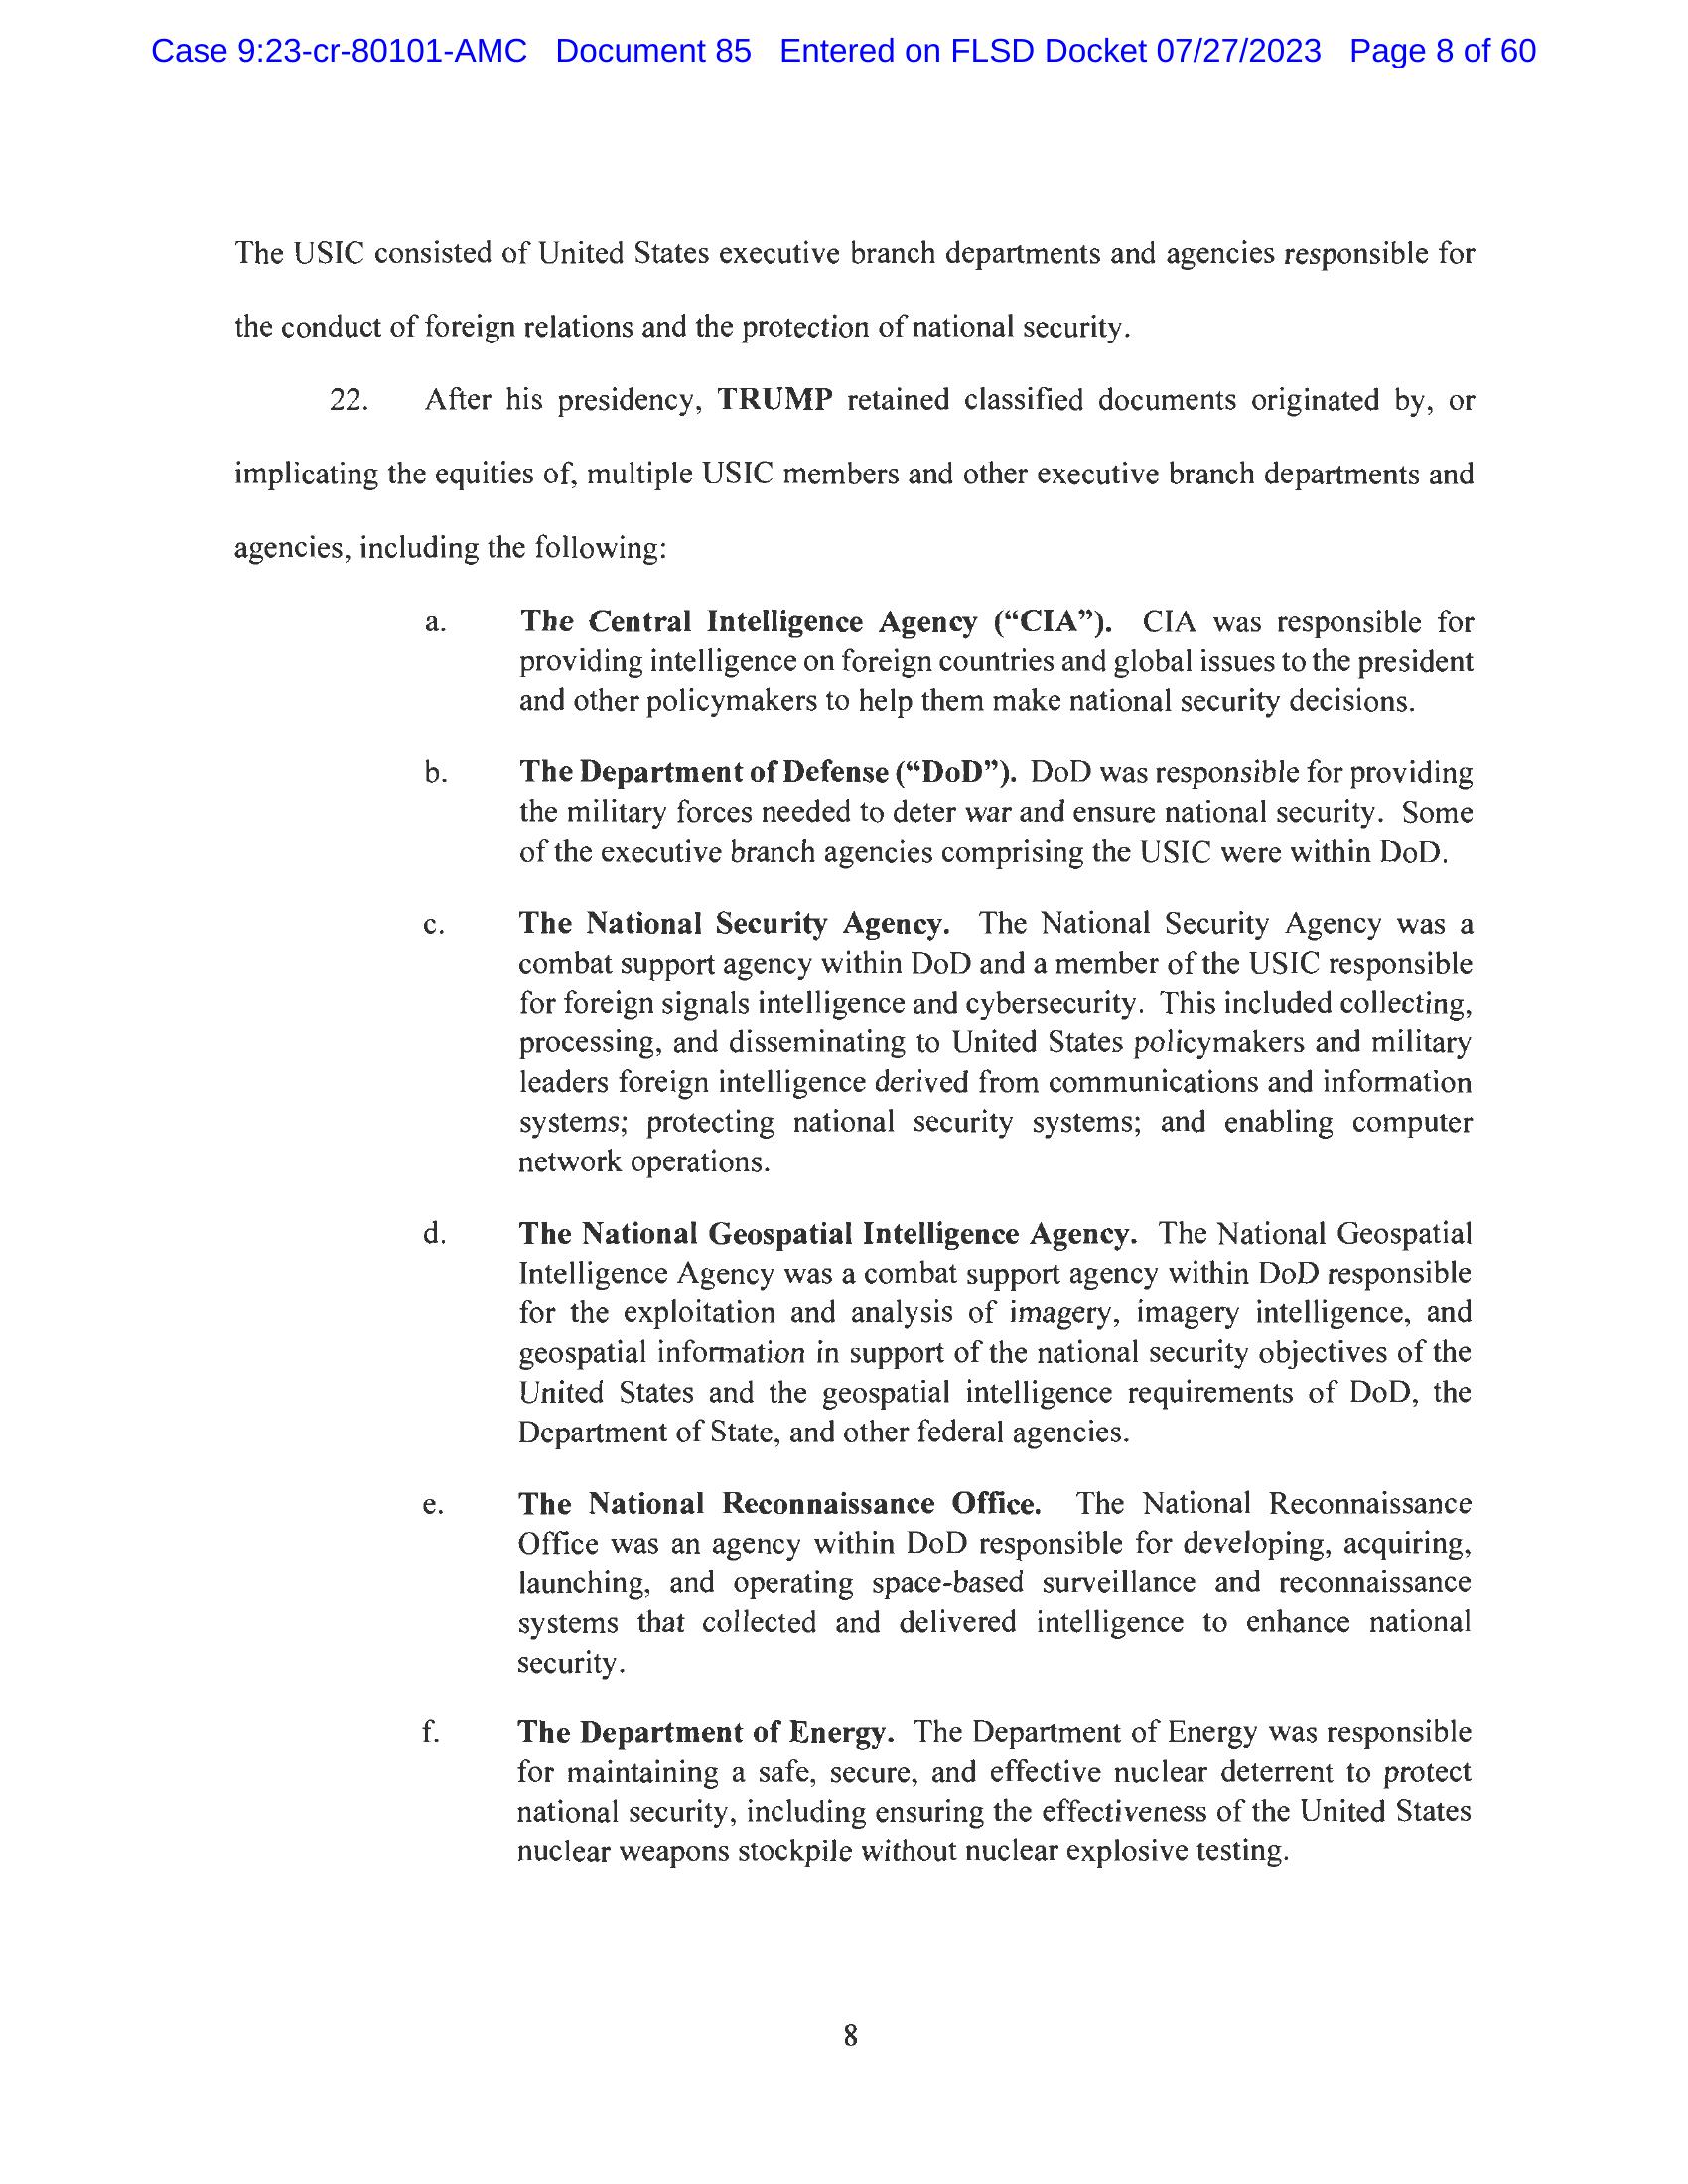 Case 9:23-cr-80101-AMC Document 85 Entered on FLSD Docket 07/27/2023 Page 8 of 60
The USIC consisted of United States executive branch departments and agencies responsible for
the conduct of foreign relations and the protection of national security.
22. After his presidency, TRUMP retained classified documents originated by, or
implicating the equities of, multiple USIC members and other executive branch departments and
agencies, including the following:
a. The Central Intelligence Agency (“CIA”). CIA was responsible for
providing intelligence on foreign countries and global issues to the president
and other policymakers to help them make national security decisions.
b. The Department of Defense (“DoD”). DoD was responsible for providing
the military forces needed to deter war and ensure national security. Some
of the executive branch agencies comprising the USIC were within DoD.
c. The National Security Agency. The National Security Agency was a
combat support agency within DoD and a member of the USIC responsible
for foreign signals intelligence and cybersecurity. This included collecting,
processing, and disseminating to United States policymakers and military
leaders foreign intelligence derived from communications and information
systems; protecting national security systems; and enabling computer
network operations.
d. The National Geospatial Intelligence Agency. The National Geospatial
Intelligence Agency was a combat support agency within DoD responsible
for the exploitation and analysis of imagery, imagery intelligence, and
geospatial information in support of the national security objectives of the
United States and the geospatial intelligence requirements of DoD, the
Department of State, and other federal agencies.
e. The National Reconnaissance Office. The National Reconnaissance
Office was an agency within DoD responsible for developing, acquiring,
launching, and operating space-based surveillance and reconnaissance
systems that collected and delivered intelligence to enhance national
security.
f. The Department of Energy. The Department of Energy was responsible
for maintaining a safe, secure, and effective nuclear deterrent to protect
national security, including ensuring the effectiveness of the United States
nuclear weapons stockpile without nuclear explosive testing.
8